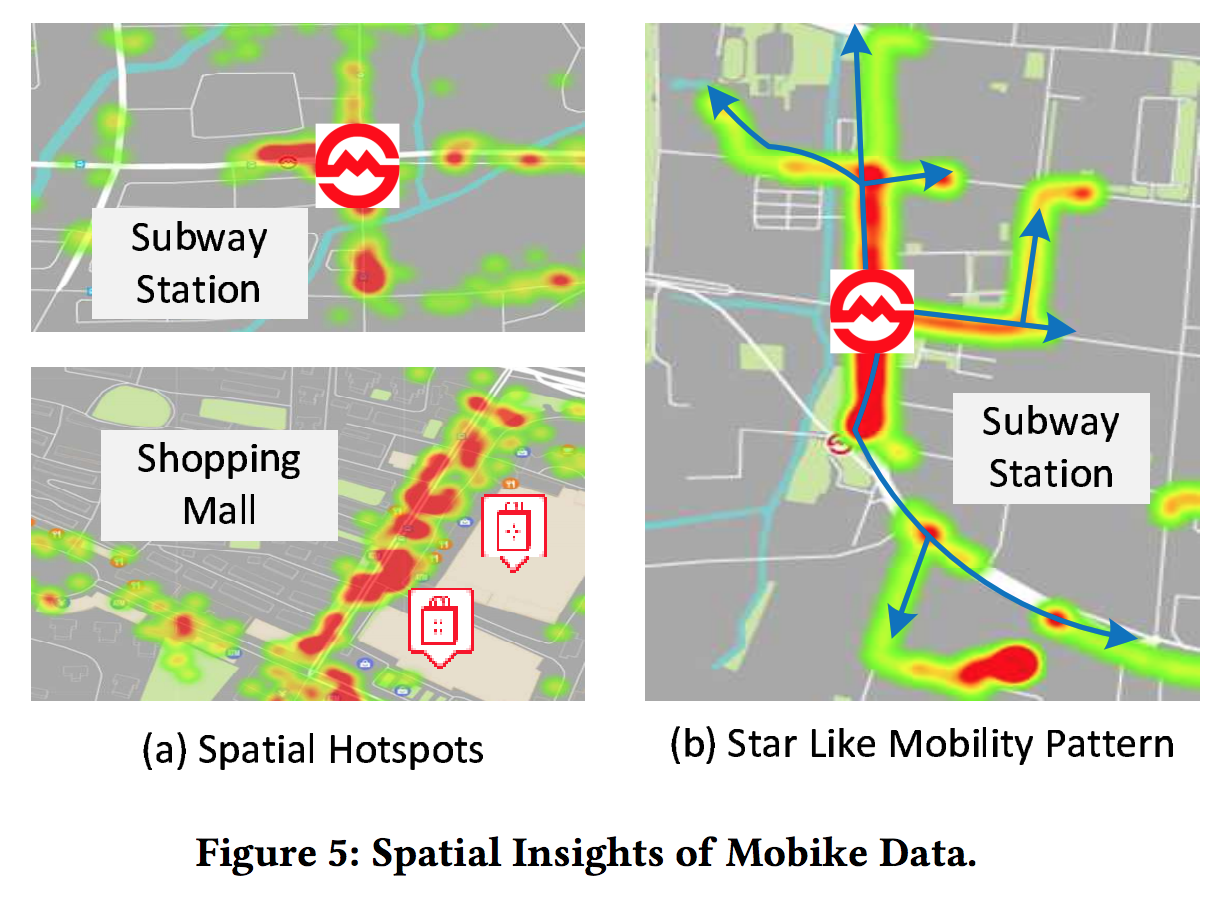 Subway
Station
Shopping
Mall
(a) Spatial Hotspots
Subway
Station
(b) Star Like Mobility Pattern
Figure 5: Spatial Insights of Mobike Data.